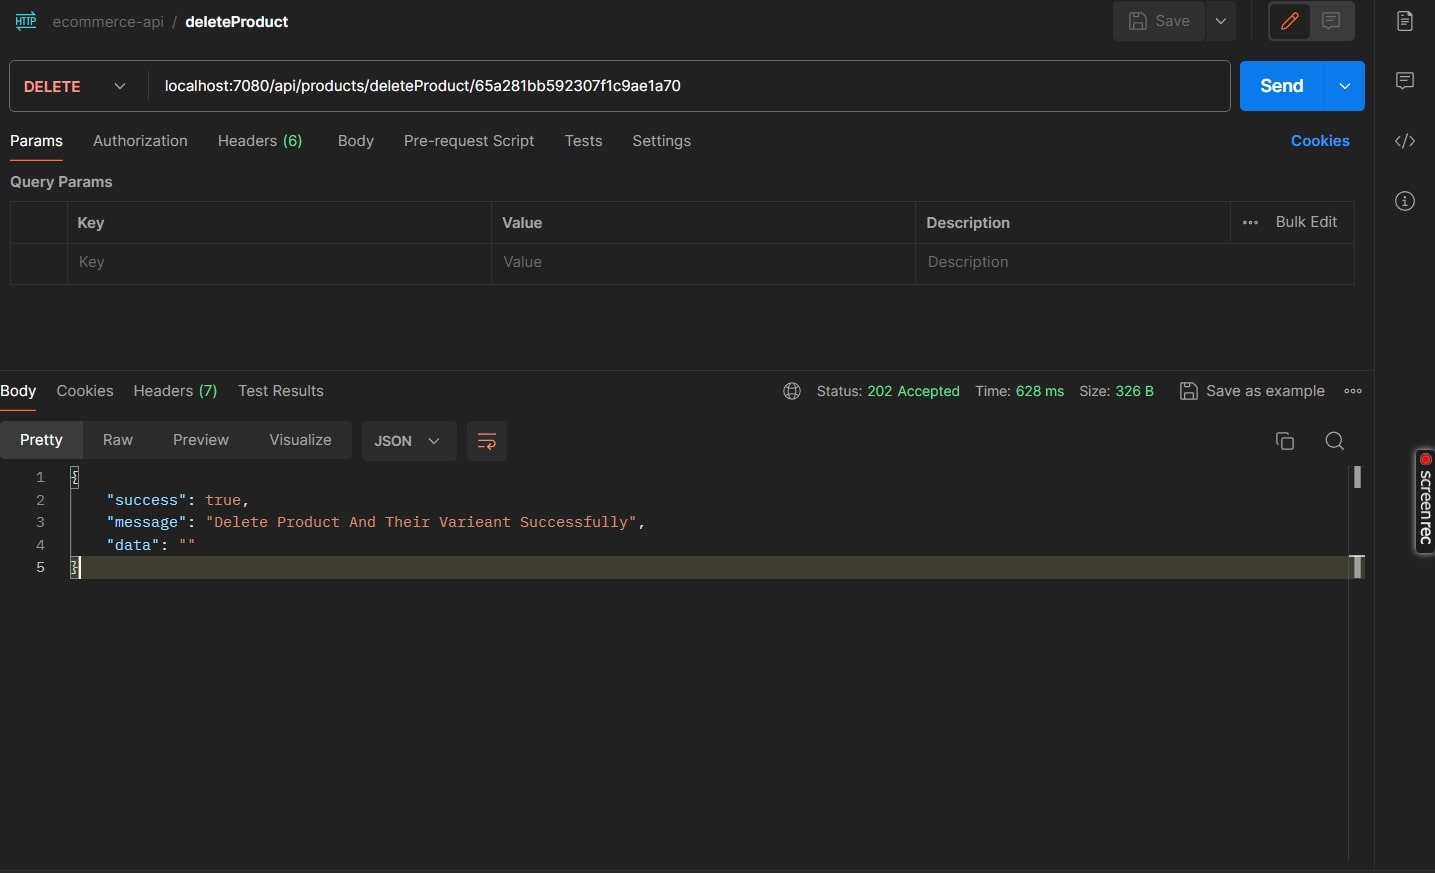 HTTP ecommerce-api / deleteProduct Save
DELETE localhost:7080/api/products/deleteProduct/65a281bb592307f1c9ae1a70 Send
Params Authorization Headers (6) Body Pre-request Script Tests Settings Cookies
Query Params
Key Value Description Bulk Edit
Key Value Description
Body Cookies Headers (7) Test Results Status: 202 Accepted Time: 628 ms Size: 326 B Save as example
Pretty Raw Preview Visualize JSON
1 {
2 "success": true,
3 "message": "Delete Product And Their Varieant Successfully",
4 "data": ""
5 }
screenrec